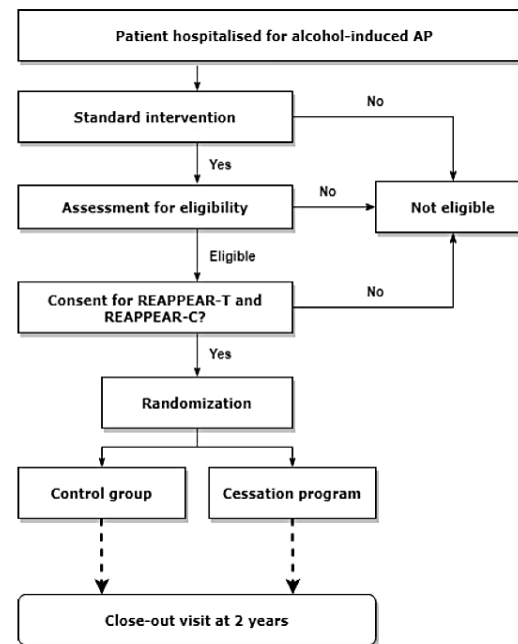 Patient hospitalised for alcohol-induced AP
No
Standard intervention
Yes
No
Assessment for eligibility
Not eligible
Eligible
No
Consent for REAPPEAR-T and
REAPPEAR-C?
Yes
Randomization
Control group
Cessation program
Close-out visit at 2 years